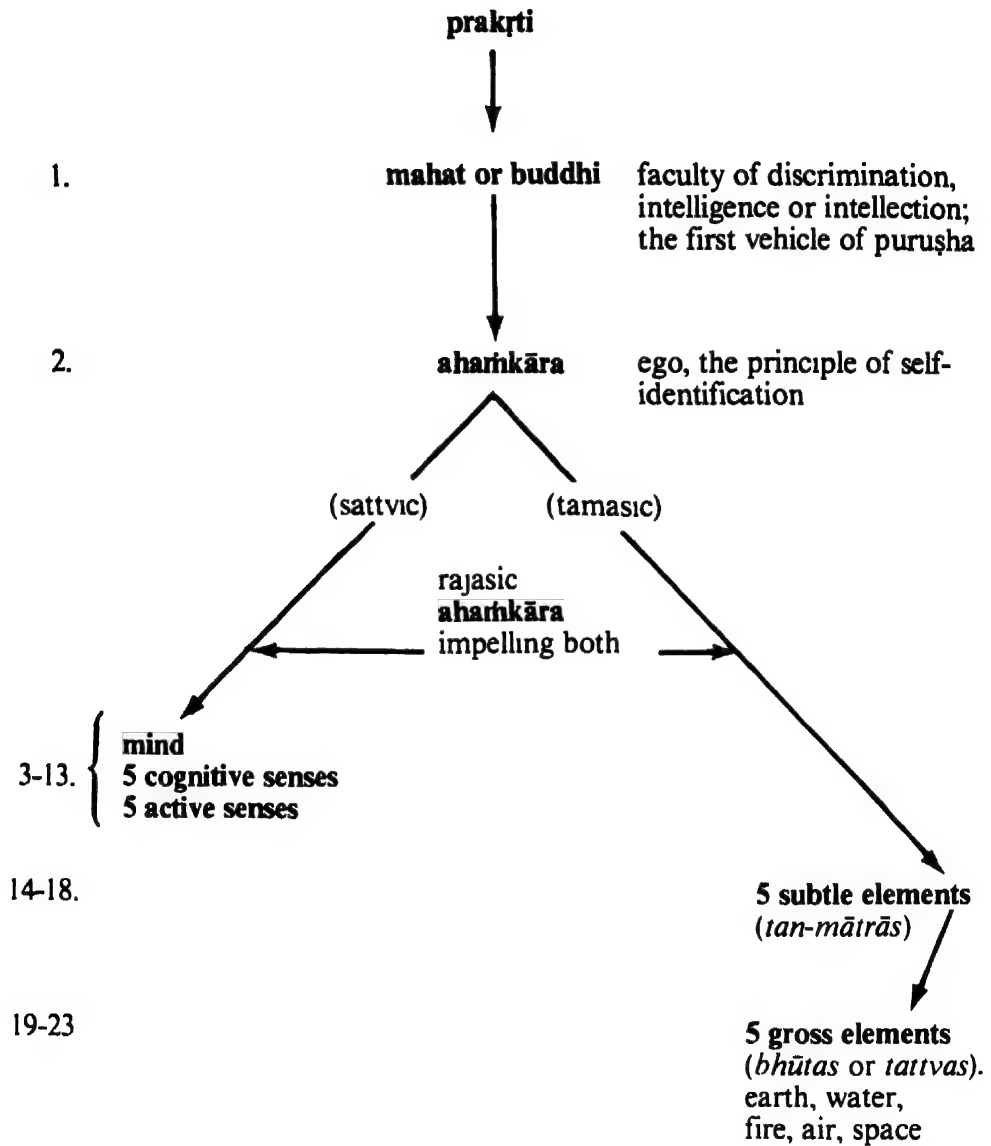 prakṛti
1. mahat or buddhi faculty of discrimination,
intelligence or intellection;
the first vehicle of puruṣha
2. ahaṁkāra ego, the principle of self-
identification
(sattvic) (tamasic)
rajasic
ahaṁkāra
impelling both
mind
3-13. 5 cognitive senses
5 active senses
14-18. 5 subtle elements
(tan-mātrās)
19-23 5 gross elements
(bhūtas or tattvas).
earth, water,
fire, air, space